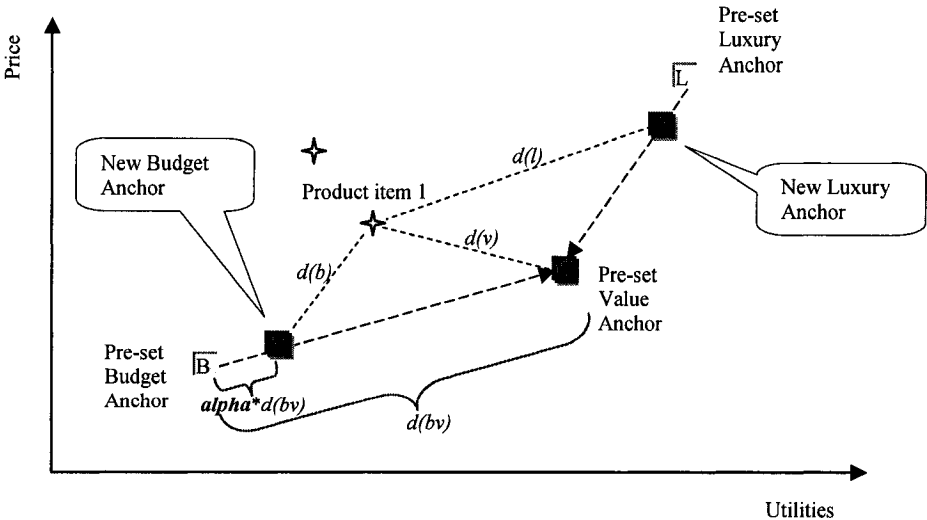 Pre-set
Luxury
Anchor
Price
L
New Budget
Anchor
d(l)
Product item 1
New Luxury
Anchor
d(v)
d(b)
Pre-set
Value
Anchor
Pre-set
Budget
Anchor
B
alpha*d(bv)
d(bv)
Utilities